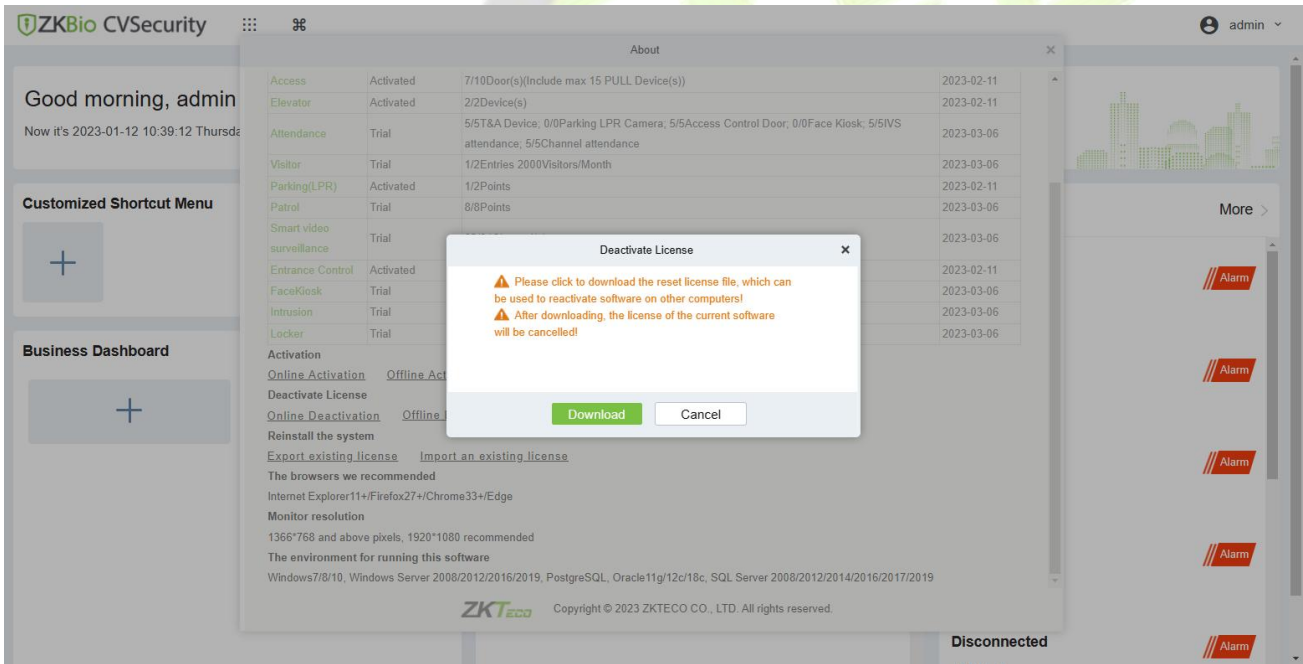 ZKBio CVSecurity
admin
About
Good morning, admin
Now it's 2023-01-12 10:39:12 Thursda
Customized Shortcut Menu
Business Dashboard
Access Activated 7/10Door(s)(Include max 15 PULL Device(s)) 2023-02-11
Elevator Activated 2/2Device(s) 2023-02-11
Attendance Trial 5/5T&A Device; 0/0Parking LPR Camera; 5/5Access Control Door; 0/0Face Kiosk; 5/5IVS 2023-03-06
attendance; 5/5Channel attendance
Visitor Trial 1/2Entries 2000Visitors/Month 2023-03-06
Parking(LPR) Activated 1/2Points 2023-02-11
Patrol Trial 8/8Points 2023-03-06
Smart video
surveillance Trial 2023-03-06
Entrance Control Activated 2023-02-11
FaceKiosk Trial 2023-03-06
Intrusion Trial 2023-03-06
Locker Trial 2023-03-06
Activation
Online Activation Offline Act
Deactivate License
Online Deactivation Offline
Reinstall the system
Export existing license Import an existing license
The browsers we recommended
Internet Explorer11+/Firefox27+/Chrome33+/Edge
Monitor resolution
1366*768 and above pixels, 1920*1080 recommended
The environment for running this software
Windows7/8/10, Windows Server 2008/2012/2016/2019, PostgreSQL, Oracle11g/12c/18c, SQL Server 2008/2012/2014/2016/2017/2019
ZKTECO Copyright © 2023 ZKTECO CO., LTD. All rights reserved.
Deactivate License
Please click to download the reset license file, which can
be used to reactivate software on other computers!
After downloading, the license of the current software
will be cancelled!
Download Cancel
More
Alarm
Alarm
Alarm
Alarm
Disconnected
Alarm